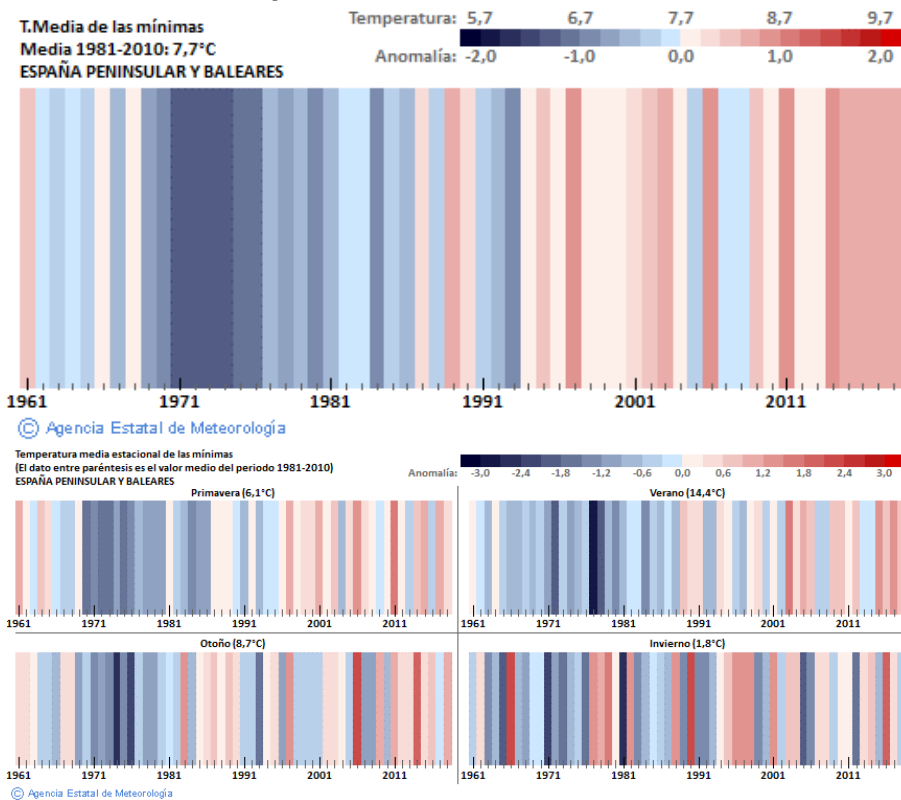 T.Media de las mínimas
Media 1981-2010: 7,7°C
ESPAÑA PENINSULAR Y BALEARES
Temperatura: 5,7 6,7 7,7 8,7 9,7
Anomalía: -2,0 -1,0 0,0 1,0 2,0
1961 1971 1981 1991 2001 2011
© Agencia Estatal de Meteorología
Temperatura media estacional de las mínimas
(El dato entre paréntesis es el valor medio del periodo 1981-2010)
ESPAÑA PENINSULAR Y BALEARES
Anomalía: -3,0 -2,4 -1,8 -1,2 -0,6 0,0 0,6 1,2 1,8 2,4 3,0
Primavera (6,1°C)
1961 1971 1981 1991 2001 2011
Verano (14,4°C)
1961 1971 1981 1991 2001 2011
Otoño (8,7°C)
1961 1971 1981 1991 2001 2011
Invierno (1,8°C)
1961 1971 1981 1991 2001 2011
© Agencia Estatal de Meteorología